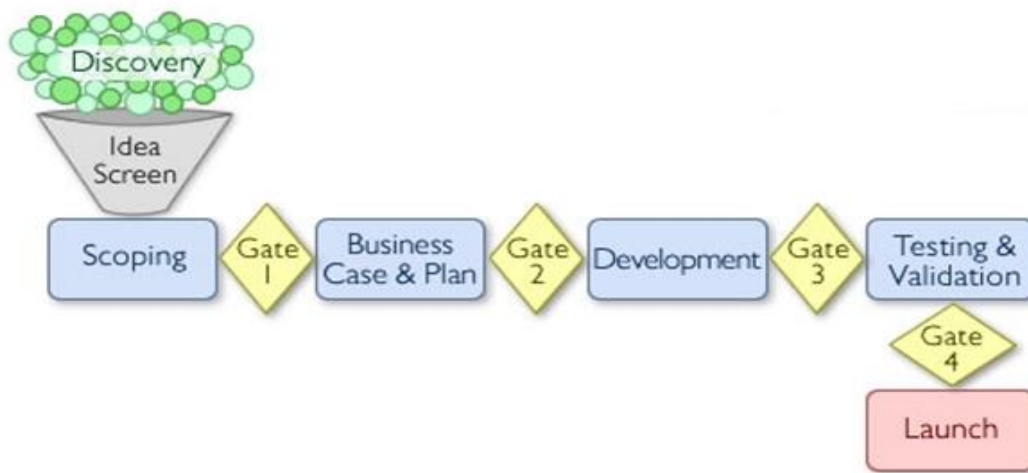 Discovery
Idea
Screen
Scoping
Gate
1
Business
Case & Plan
Gate
2
Development
Gate
3
Testing &
Validation
Gate
4
Launch